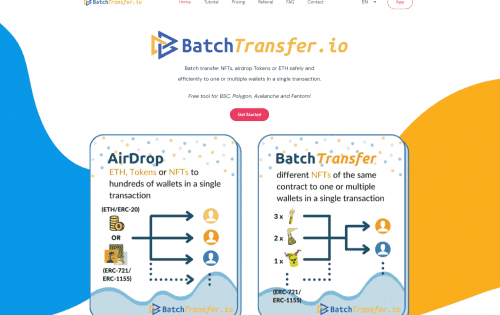 BatchTransfer.io
Home Tutorial Pricing Referral FAQ Contact EN App
BatchTransfer.io
Batch transfer NFTs, airdrop Tokens or ETH safely and
efficiently to one or multiple wallets in a single transaction.
Free tool for BSC, Polygon, Avalanche and Fantom!
Get Started
AirDrop
ETH, Tokens or NFTs to
hundreds of wallets in a single
transaction
(ETH/ERC-20)
OR
(ERC-721/
ERC-1155)
BatchTransfer.io
BatchTransfer
different NFTs of the same
contract to one or multiple
wallets in a single transaction
3 x
2 x
1 x
(ERC-721/
ERC-1155)
BatchTransfer.io